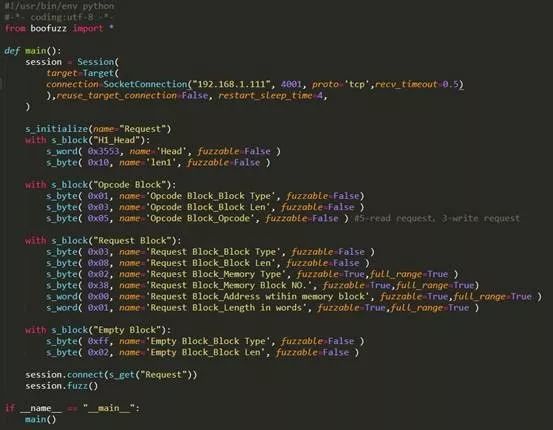 #!/usr/bin/env python
#-*- coding:utf-8 -*-
from boofuzz import *
def main():
    session = Session(
        target=Target(
        connection=SocketConnection("192.168.1.111", 4001, proto='tcp',recv_timeout=0.5)
        ),reuse_target_connection=False, restart_sleep_time=4,
    )
    s_initialize(name="Request")
    with s_block("H1_Head"):
        s_word( 0x3553, name='Head', fuzzable=False )
        s_byte( 0x10, name='len1', fuzzable=False )
    with s_block("Opcode Block"):
        s_byte( 0x01, name='Opcode Block_Block Type', fuzzable=False)
        s_byte( 0x03, name='Opcode Block_Block Len', fuzzable=False )
        s_byte( 0x05, name='Opcode Block_Opcode', fuzzable=False ) #5-read request, 3-write request
    with s_block("Request Block"):
        s_byte( 0x03, name='Request Block_Block Type', fuzzable=False )
        s_byte( 0x08, name='Request Block_Block Len', fuzzable=False )
        s_byte( 0x02, name='Request Block_Memory Type', fuzzable=True,full_range=True )
        s_byte( 0x38, name='Request Block_Memory Block NO.', fuzzable=True,full_range=True)
        s_word( 0x00, name='Request Block_Address wtihin memory block', fuzzable=True,full_range=True )
        s_word( 0x01, name='Request Block_Length in words', fuzzable=True,full_range=True )
    with s_block("Empty Block"):
        s_byte( 0xff, name='Empty Block_Block Type', fuzzable=False )
        s_byte( 0x02, name='Empty Block_Block Len', fuzzable=False )
    session.connect(s_get("Request"))
    session.fuzz()
if __name__ == "__main__":
    main()